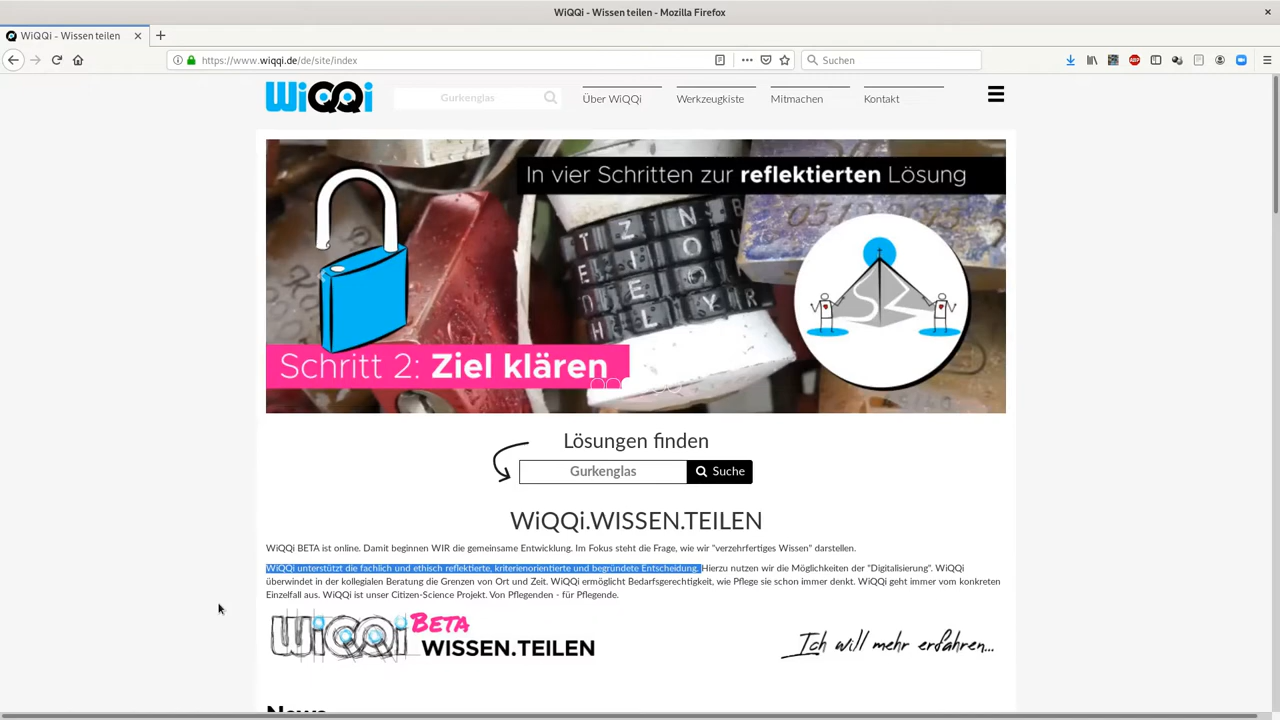 WiQQi - Wissen teilen - Mozilla Firefox
WiQQi - Wissen teilen
https://www.wiqqi.de/de/site/index
Suchen
WiQQi
Gurkenglas
Über WiQQi
Werkzeugkiste
Mitmachen
Kontakt
In vier Schritten zur reflektierten Lösung
Schritt 2: Ziel klären
Lösungen finden
Gurkenglas
Suche
WiQQi.WISSEN.TEILEN
WiQQi BETA ist online. Damit beginnen WIR die gemeinsame Entwicklung. Im Fokus steht die Frage, wie wir "verzehrfertiges Wissen" darstellen.
WiQQi unterstützt die fachlich und ethisch reflektierte, kriterienorientierte und begründete Entscheidung. Hierzu nutzen wir die Möglichkeiten der "Digitalisierung". WiQQi
überwindet in der kollegialen Beratung die Grenzen von Ort und Zeit. WiQQi ermöglicht Bedarfsgerechtigkeit, wie Pflege sie schon immer denkt. WiQQi geht immer vom konkreten
Einzelfall aus. WiQQi ist unser Citizen-Science Projekt. Von Pflegenden - für Pflegende.
WiQQi BETA
WISSEN.TEILEN
Ich will mehr erfahren...
News